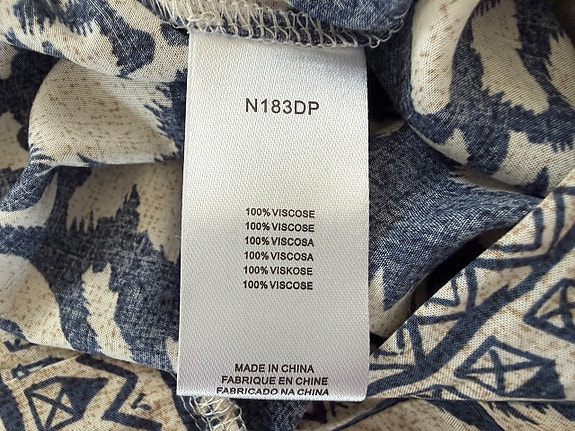 N183DP
100% VISCOSE
100% VISCOSE
100% VISCOSA
100% VISCOSA
100% VISKOSE
100% VISCOSE
MADE IN CHINA
FABRIQUE EN CHINE
FABRICADO NA CHINA